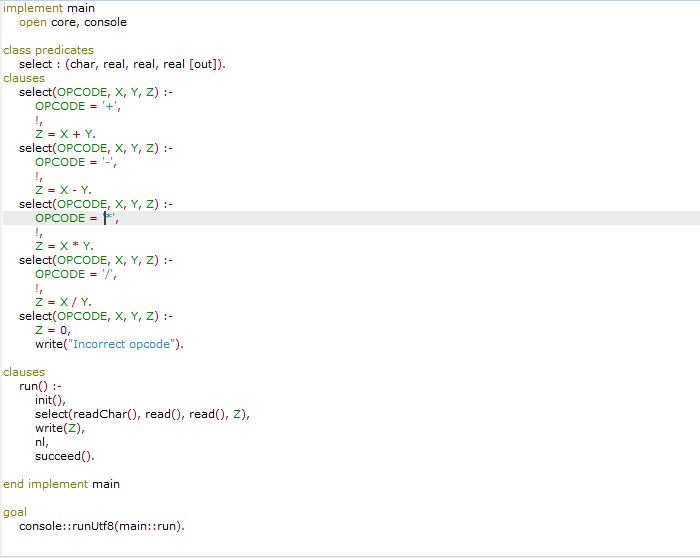 implement main
open core, console
class predicates
select : (char, real, real, real [out]).
clauses
select(OPCODE, X, Y, Z) :-
OPCODE = '+',
!,
Z = X + Y.
select(OPCODE, X, Y, Z) :-
OPCODE = '-',
!,
Z = X - Y.
select(OPCODE, X, Y, Z) :-
OPCODE = '*',
!,
Z = X * Y.
select(OPCODE, X, Y, Z) :-
OPCODE = '/',
!,
Z = X / Y.
select(OPCODE, X, Y, Z) :-
Z = 0,
write("Incorrect opcode").
clauses
run() :-
init(),
select(readChar(), read(), read(), Z),
write(Z),
nl,
succeed().
end implement main
goal
console::runUtf8(main::run).